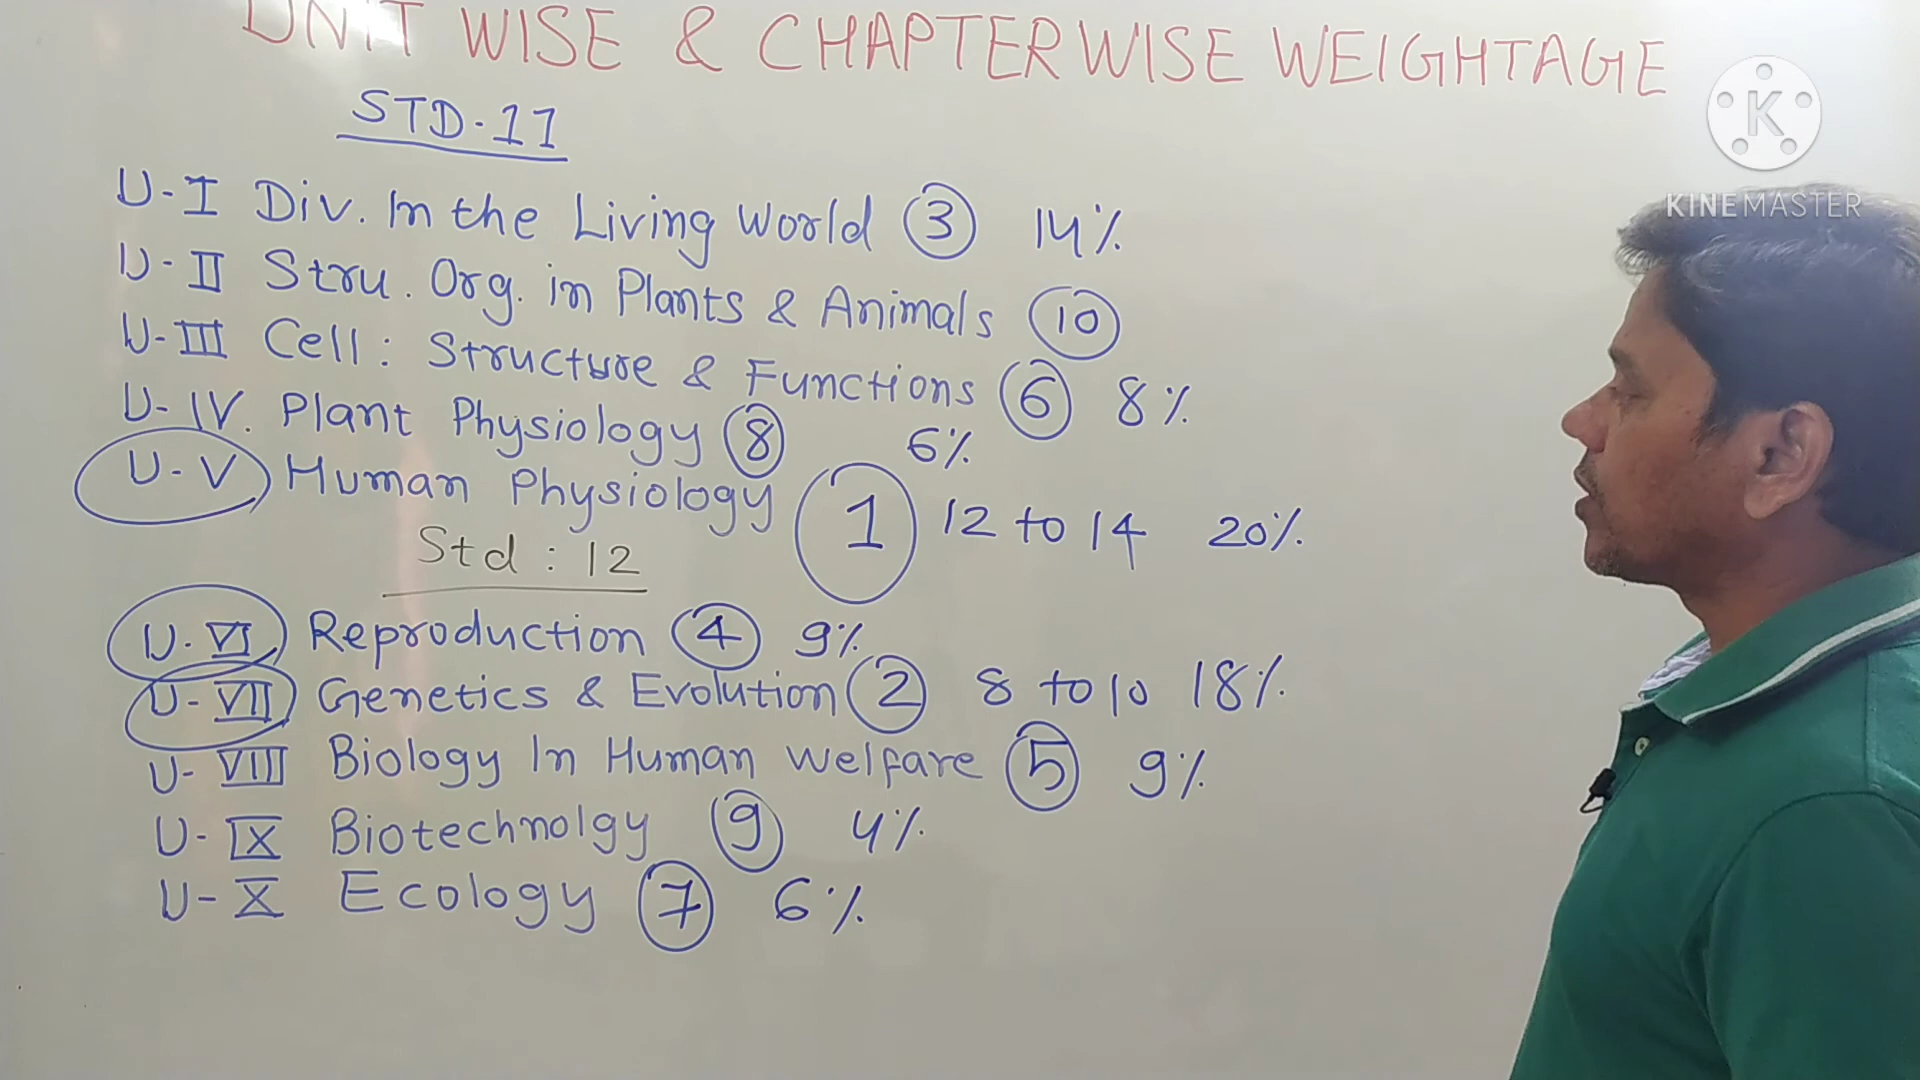 UNIT WISE & CHAPTERWISE WEIGHTAGE
STD-11
U-I Div. In the Living World 3 14%
U-II Stru. Org. in Plants & Animals 10
U-III Cell: Structure & Functions 6 8%
U-IV. Plant Physiology 8 6%
U-V Human Physiology 1 12 to 14 20%
Std: 12
U-VI Reproduction 4 9%
U-VII Genetics & Evolution 2 8 to 10 18%
U-VIII Biology In Human Welfare 5 9%
U-IX Biotechnolgy 9 4%
U-X Ecology 7 6%
K
KINEMASTER